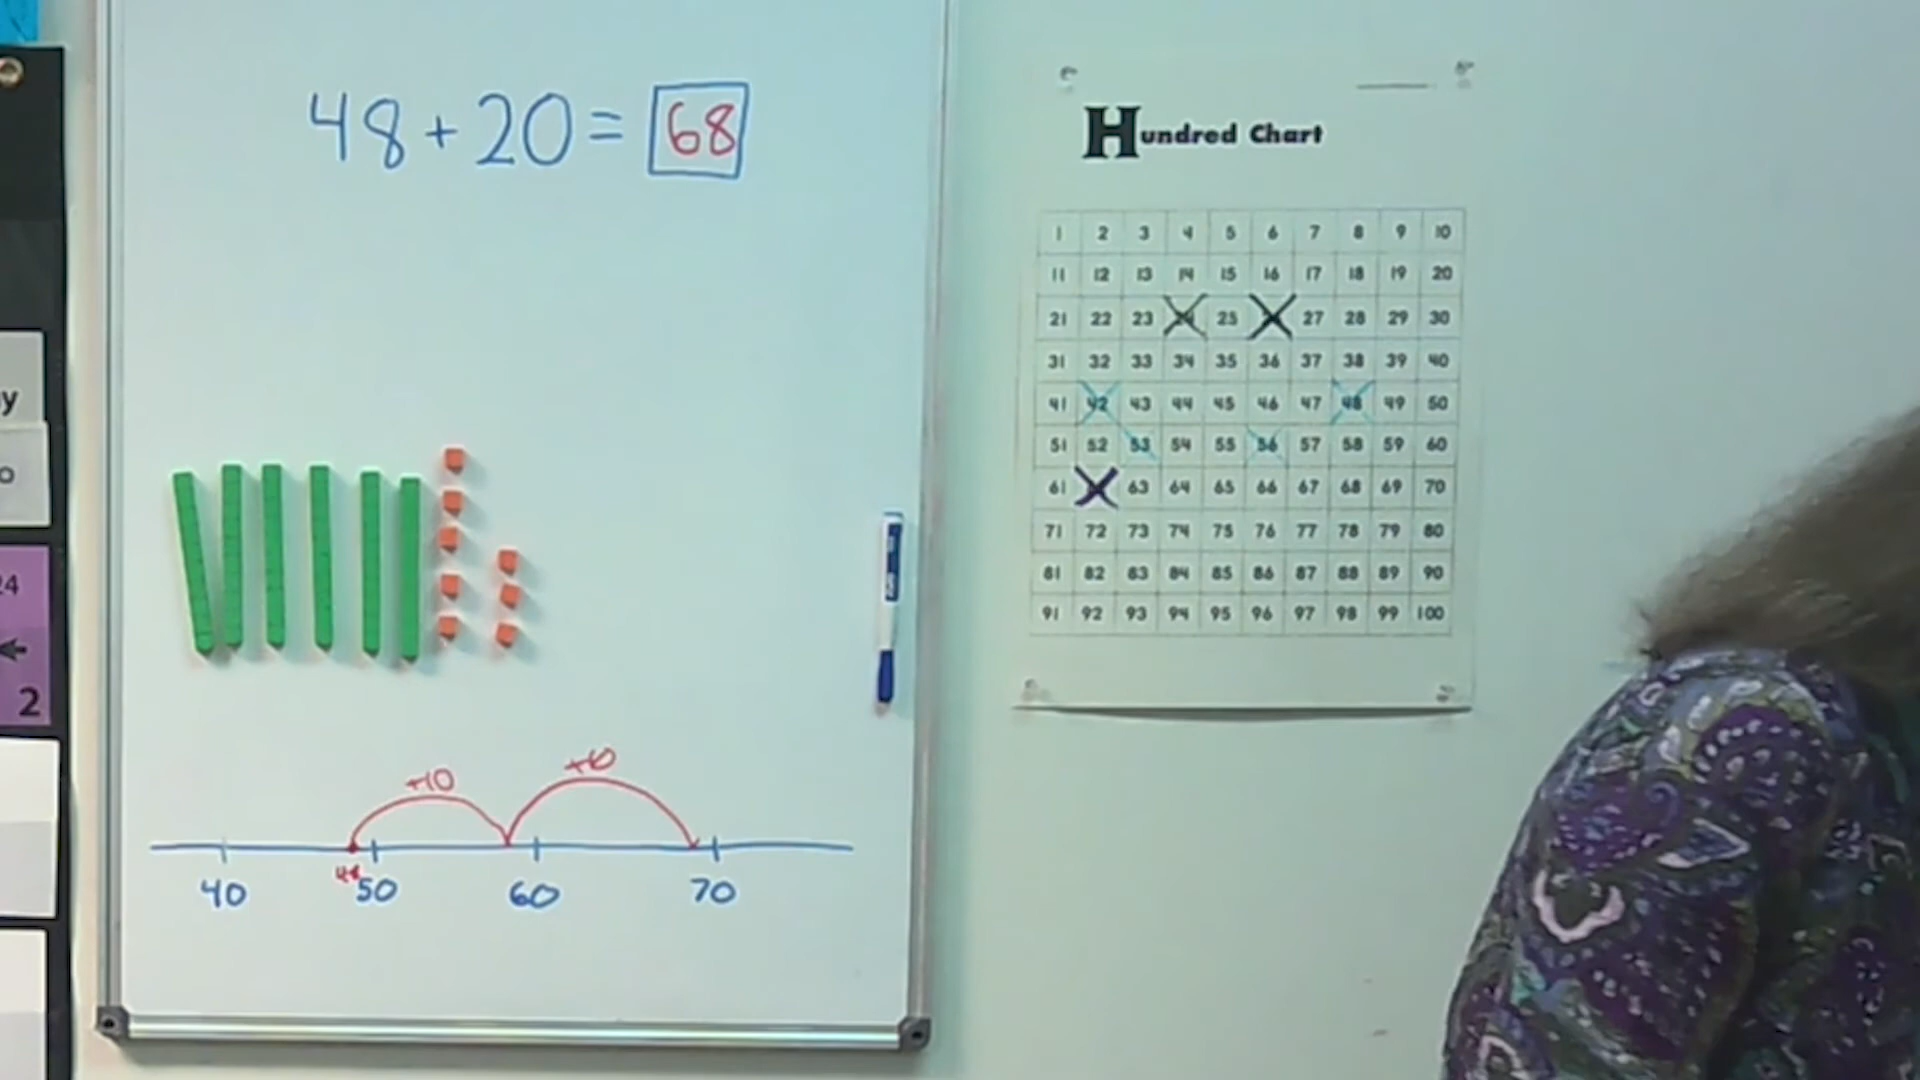 48+20=68
+10 +10
48
40 50 60 70
Hundred Chart
1 2 3 4 5 6 7 8 9 10
11 12 13 14 15 16 17 18 19 20
21 22 23 24 25 27 28 29 30
31 32 33 34 35 36 37 38 39 40
41 42 43 44 45 46 47 48 49 50
51 52 53 54 55 56 57 58 59 60
61 63 64 65 66 67 68 69 70
71 72 73 74 75 76 77 78 79 80
81 82 83 84 85 86 87 88 89 90
91 92 93 94 95 96 97 98 99 100
y
o
24
2